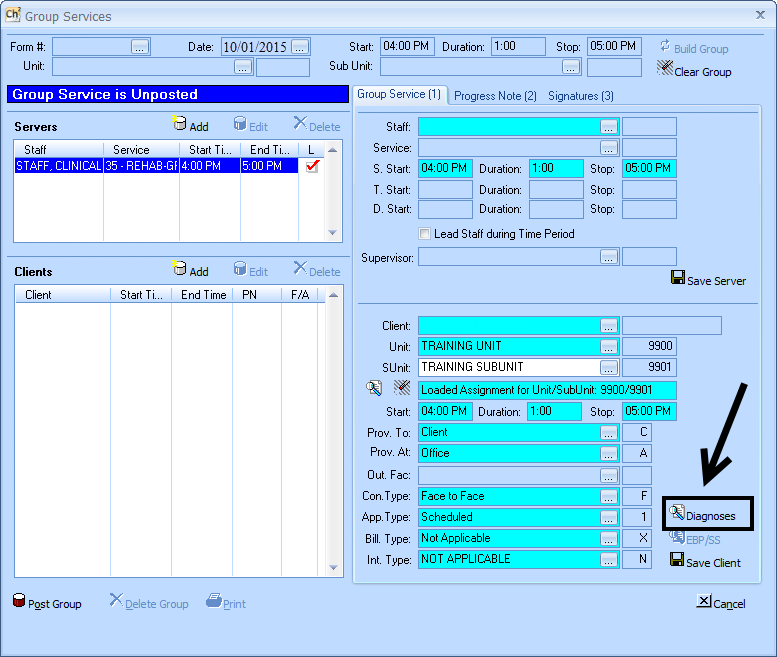 Ch² Group Services
Form #: ... Date: 10/01/2015 ... Start: 04:00 PM Duration: 1:00 Stop: 05:00 PM Build Group
Unit: ... Sub Unit: ... Clear Group
Group Service is Unposted
Group Service (1) Progress Note (2) Signatures (3)
Servers Add Edit Delete
Staff Service Start Ti... End Ti... L
STAFF, CLINICAL 35 - REHAB-GF 4:00 PM 5:00 PM
Staff: ...
Service: ...
S. Start: 04:00 PM Duration: 1:00 Stop: 05:00 PM
T. Start: Duration: Stop:
D. Start: Duration: Stop:
Lead Staff during Time Period
Supervisor: ...
Save Server
Clients Add Edit Delete
Client Start Ti... End Time PN F/A
Client: ...
Unit: TRAINING UNIT ... 9900
SUnit: TRAINING SUBUNIT ... 9901
Loaded Assignment for Unit/SubUnit: 9900/9901
Start: 04:00 PM Duration: 1:00 Stop: 05:00 PM
Prov. To: Client ... C
Prov. At: Office ... A
Out. Fac: ...
Con.Type: Face to Face ... F
App.Type: Scheduled ... 1
Bill. Type: Not Applicable ... X
Int. Type: NOT APPLICABLE ... N
Diagnoses
EBP/SS
Save Client
Post Group Delete Group Print Cancel